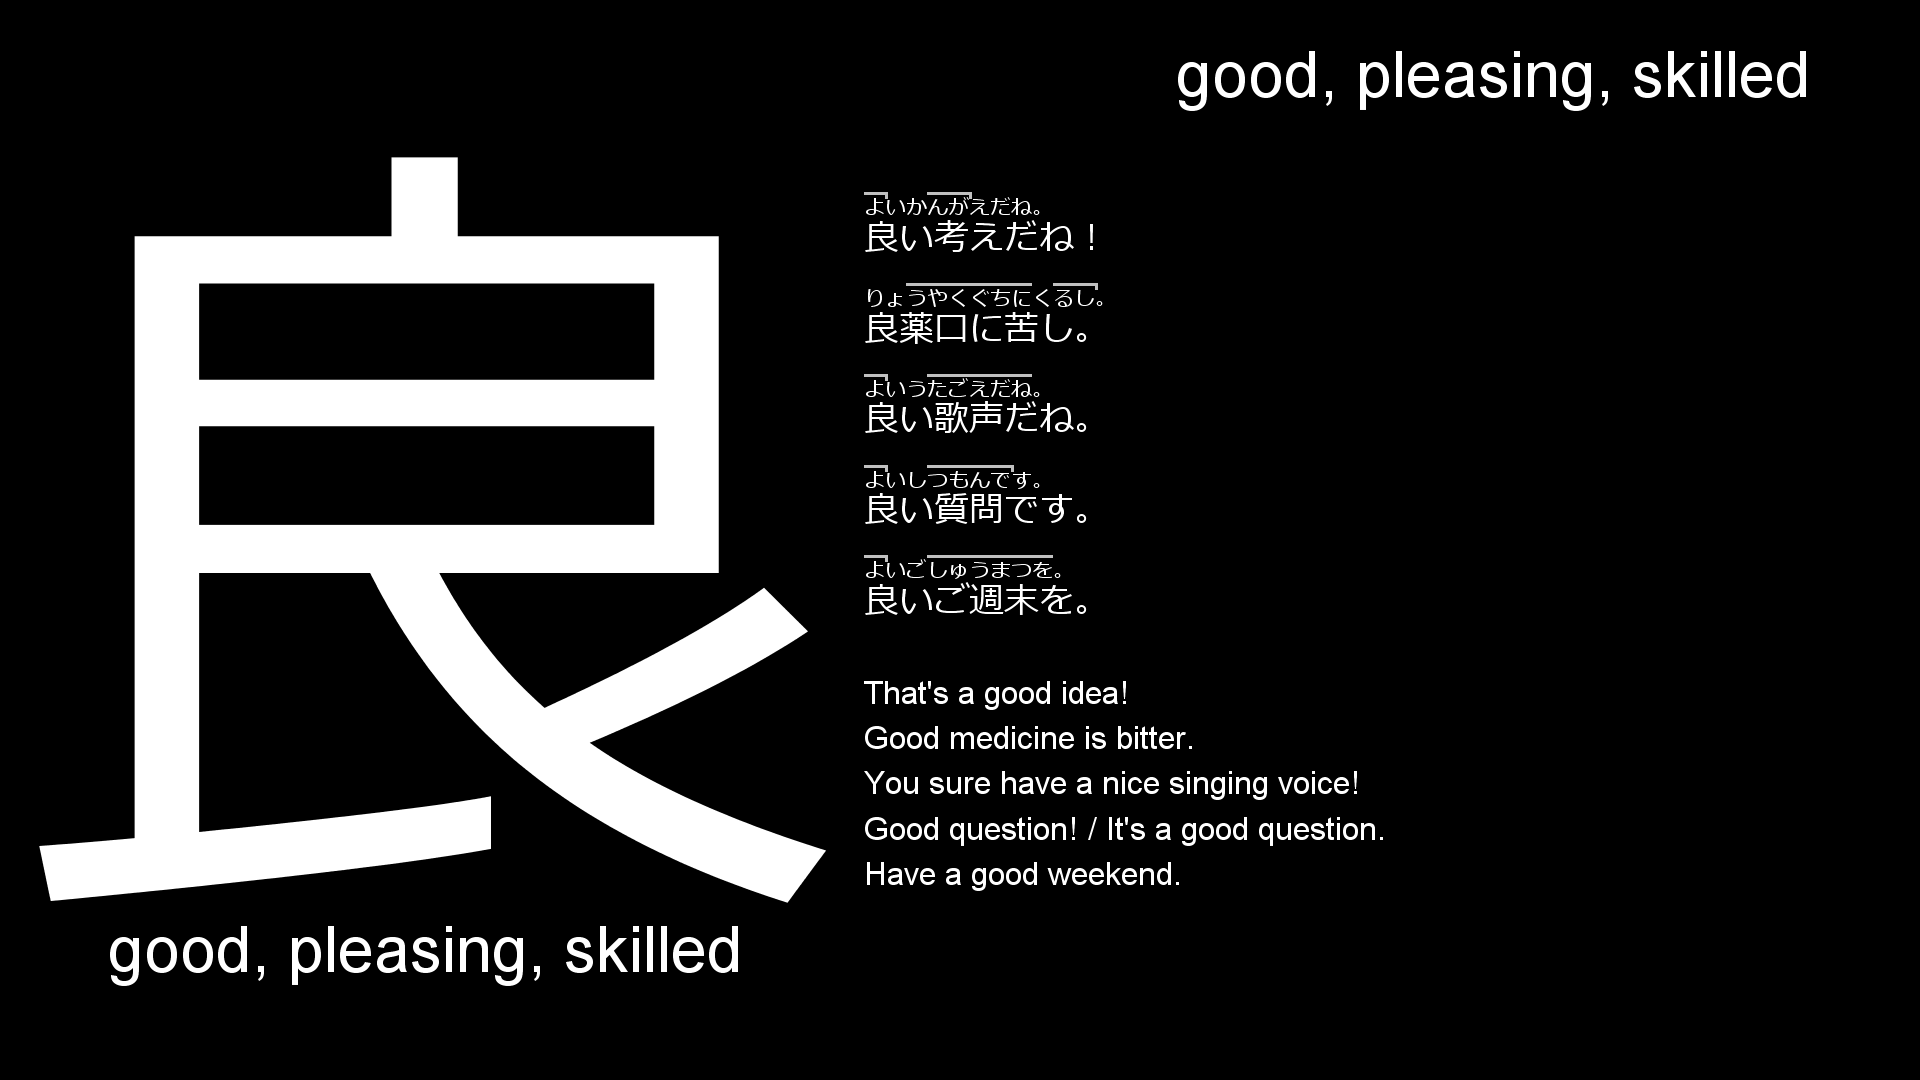 good, pleasing, skilled
良
よいかんがえだね。
良い考えだね！
りょうやくぐちにくるし。
良薬口に苦し。
よいうたごえだね。
良い歌声だね。
よいしつもんです。
良い質問です。
よいごしゅうまつを。
良いご週末を。
That's a good idea!
Good medicine is bitter.
You sure have a nice singing voice!
Good question! / It's a good question.
Have a good weekend.
good, pleasing, skilled